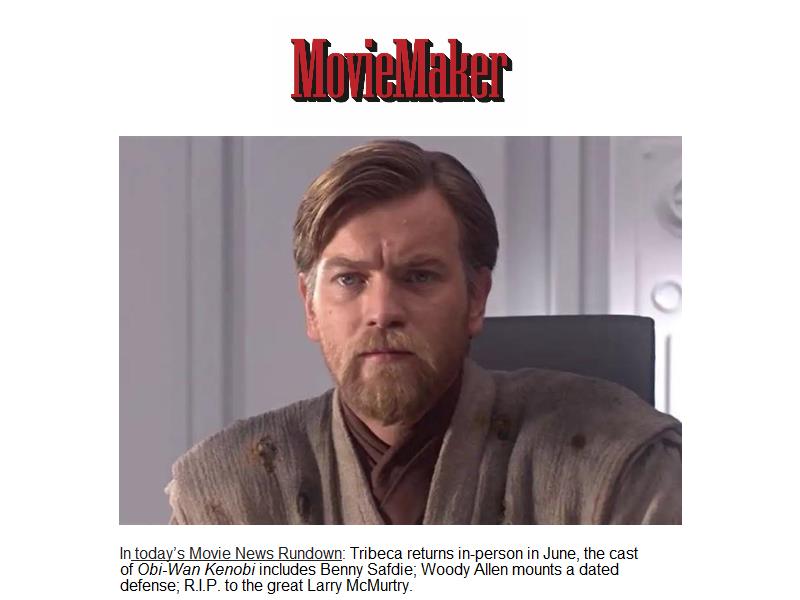 MovieMaker
In today's Movie News Rundown: Tribeca returns in-person in June, the cast
of Obi-Wan Kenobi includes Benny Safdie; Woody Allen mounts a dated
defense; R.I.P. to the great Larry McMurtry.